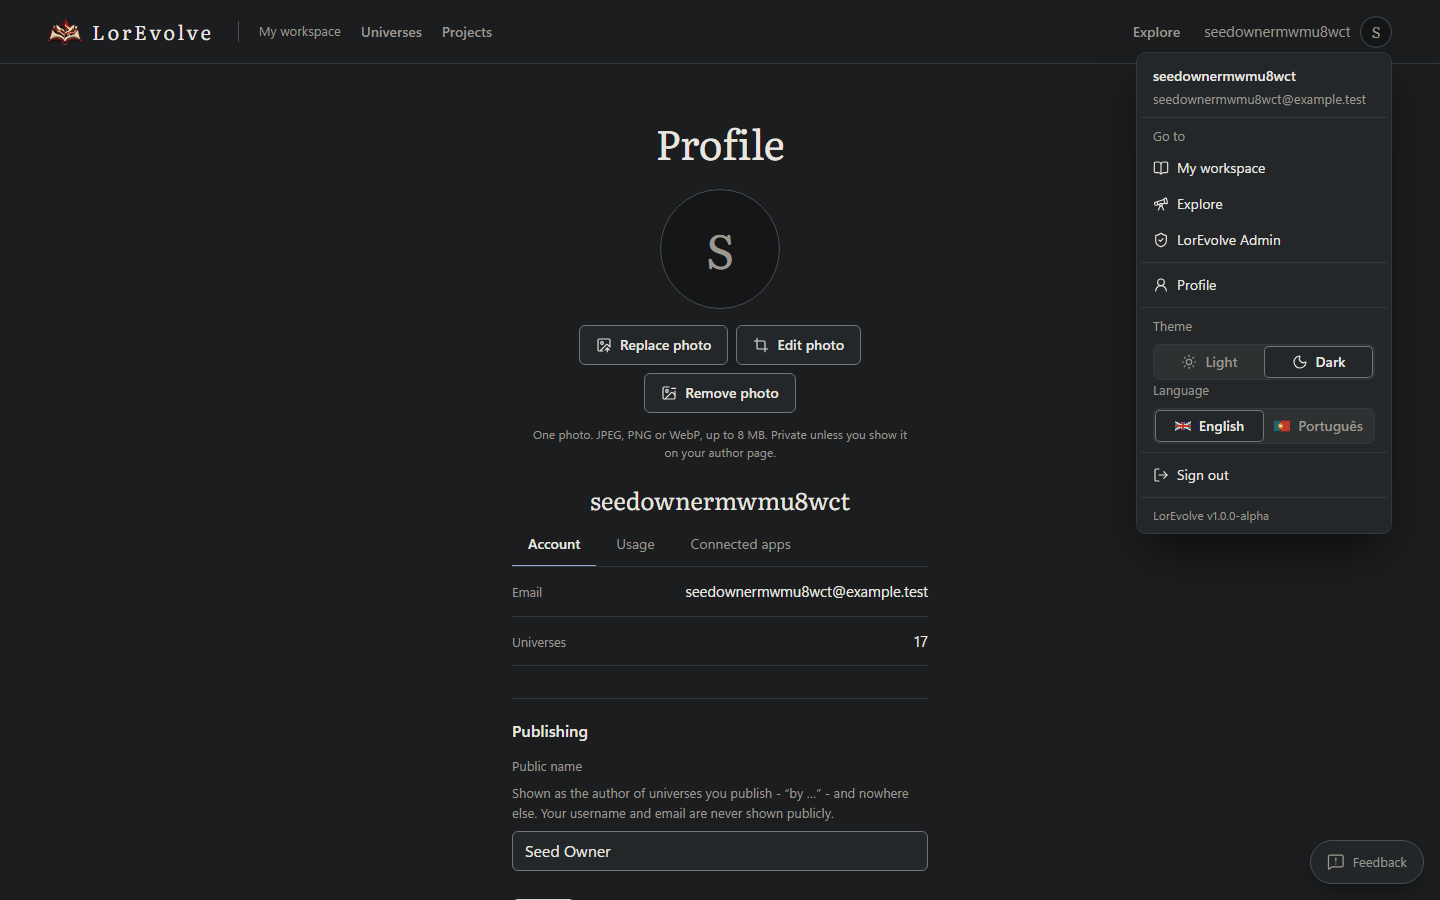 LorEvolve
My workspace
Universes
Projects
Explore
seedownermwmu8wct
S
seedownermwmu8wct
seedownermwmu8wct@example.test
Go to
My workspace
Explore
LorEvolve Admin
Profile
Theme
Light
Dark
Language
English
Português
Sign out
LorEvolve v1.0.0-alpha
Profile
S
Replace photo
Edit photo
Remove photo
One photo. JPEG, PNG or WebP, up to 8 MB. Private unless you show it
on your author page.
seedownermwmu8wct
Account
Usage
Connected apps
Email
seedownermwmu8wct@example.test
Universes
17
Publishing
Public name
Shown as the author of universes you publish - “by ...” - and nowhere
else. Your username and email are never shown publicly.
Seed Owner
Feedback